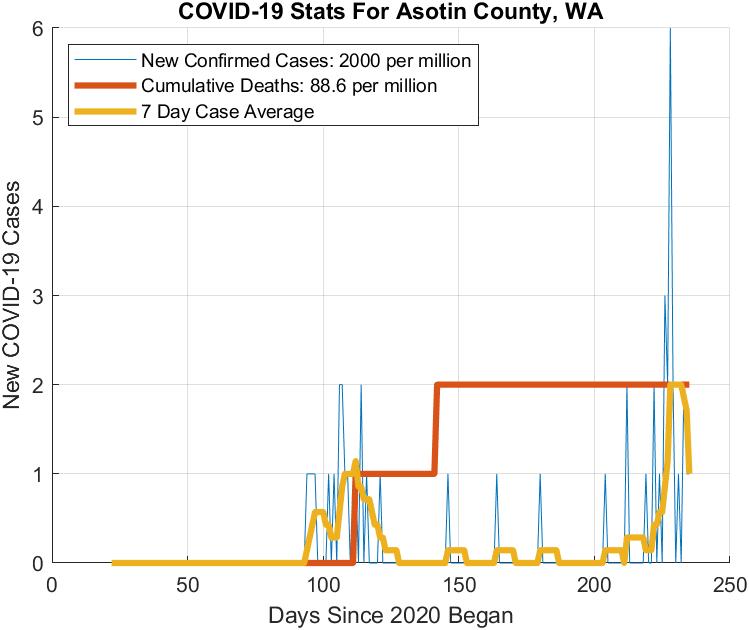 COVID-19 Stats For Asotin County, WA
New Confirmed Cases: 2000 per million
Cumulative Deaths: 88.6 per million
7 Day Case Average
New COVID-19 Cases
6
5
4
3
2
1
0
0 50 100 150 200 250
Days Since 2020 Began